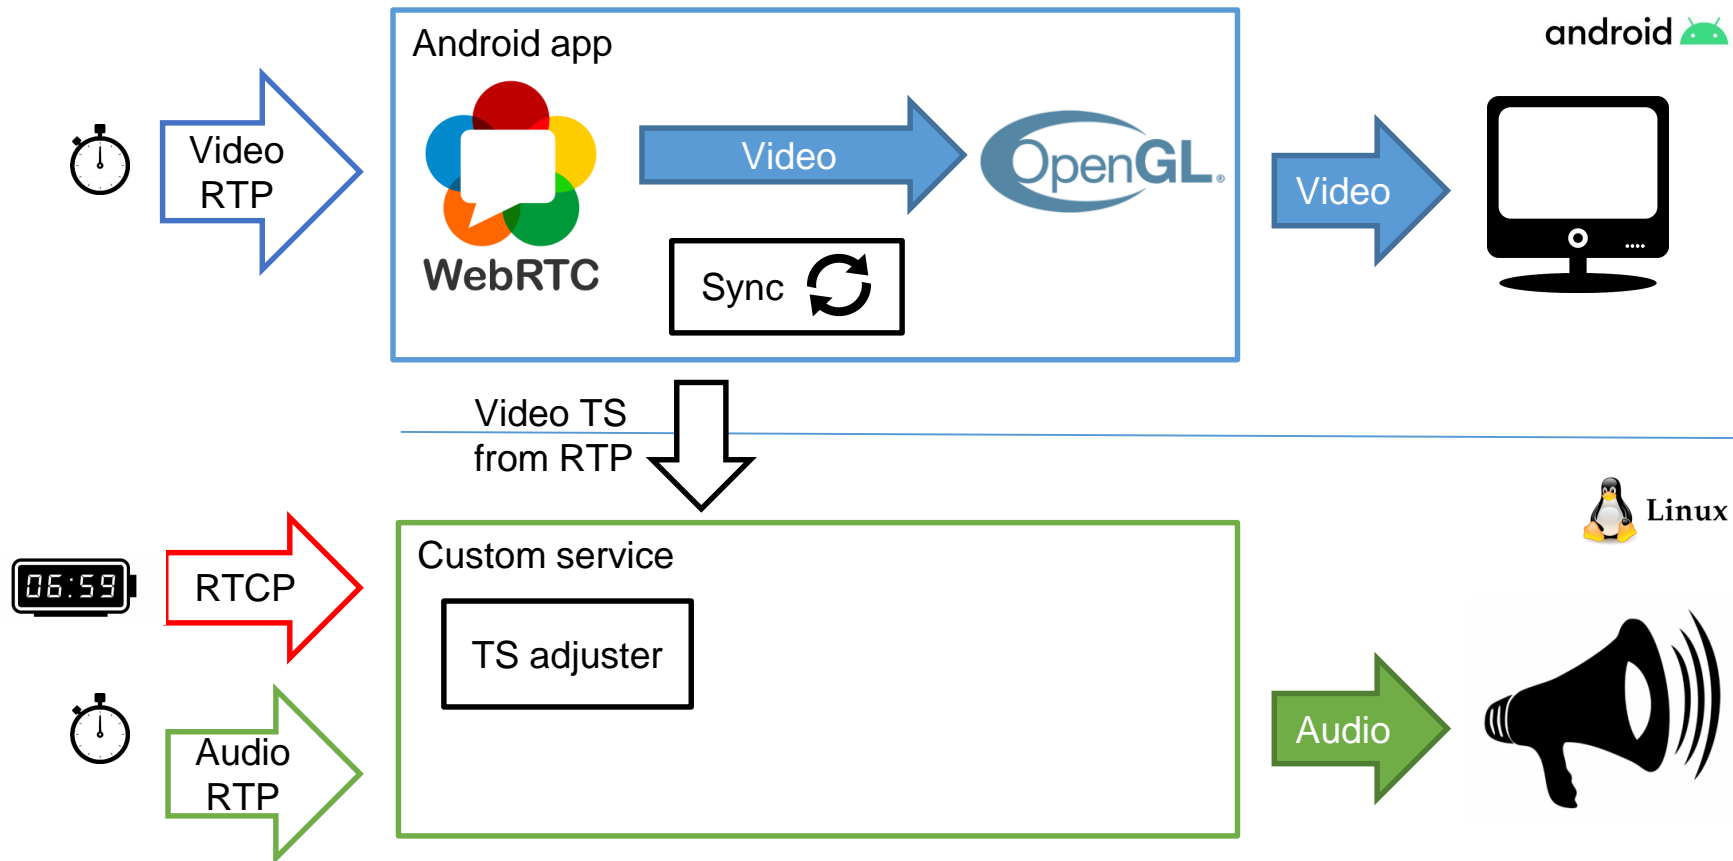 Android app
android
Video
RTP
WebRTC
Video
OpenGL®
Video
Sync
Video TS
from RTP
Linux
Custom service
06:59
RTCP
TS adjuster
Audio
RTP
Audio